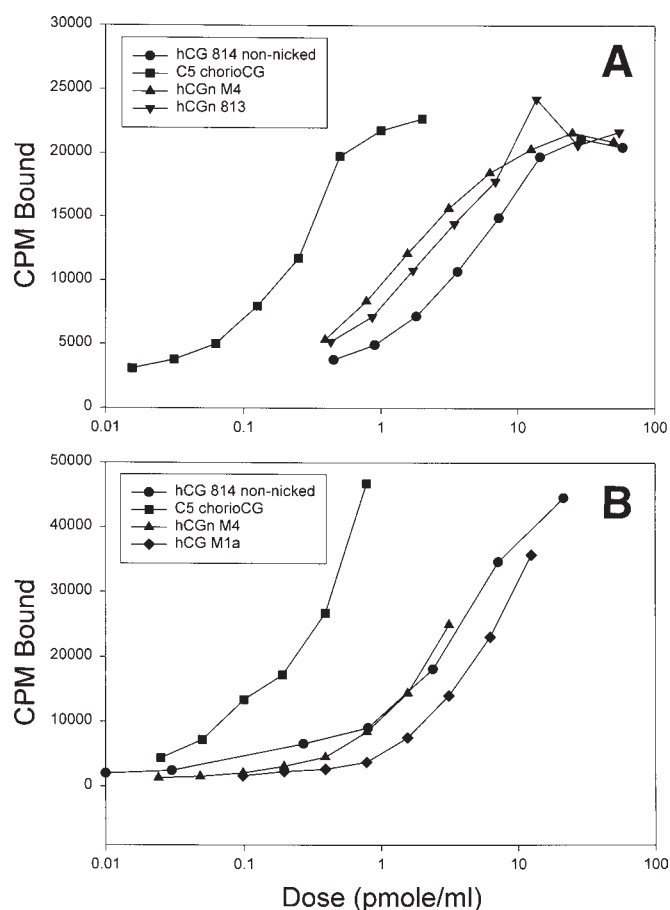 A
hCG 814 non-nicked
C5 chorioCG
hCGn M4
hCGn 813
30000
25000
20000
15000
10000
5000
0
CPM Bound
0.01 0.1 1 10 100
B
hCG 814 non-nicked
C5 chorioCG
hCGn M4
hCG M1a
50000
40000
30000
20000
10000
0
CPM Bound
0.01 0.1 1 10 100
Dose (pmole/ml)